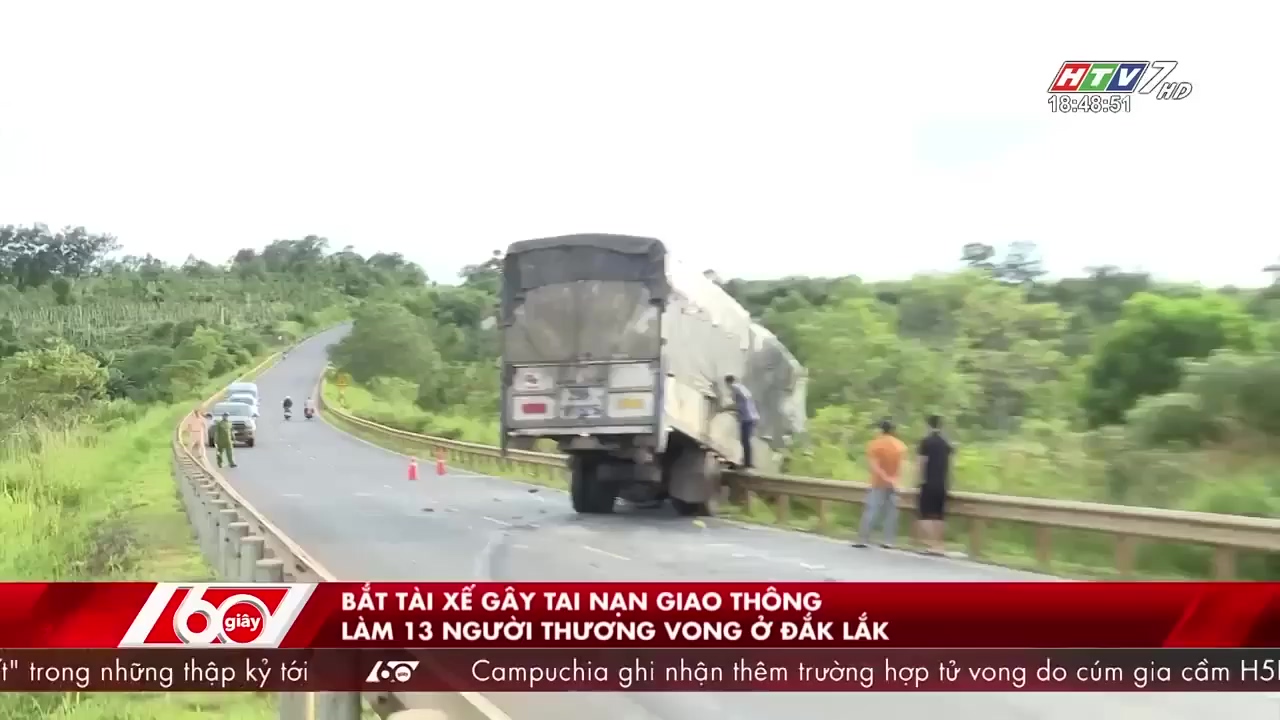 HTV7 HD
18:48:51
60 giây
BẮT TÀI XẾ GÂY TAI NẠN GIAO THÔNG
LÀM 13 NGƯỜI THƯƠNG VONG Ở ĐẮK LẮK
trong những thập kỷ tới 60 giây Campuchia ghi nhận thêm trường hợp tử vong do cúm gia cầm